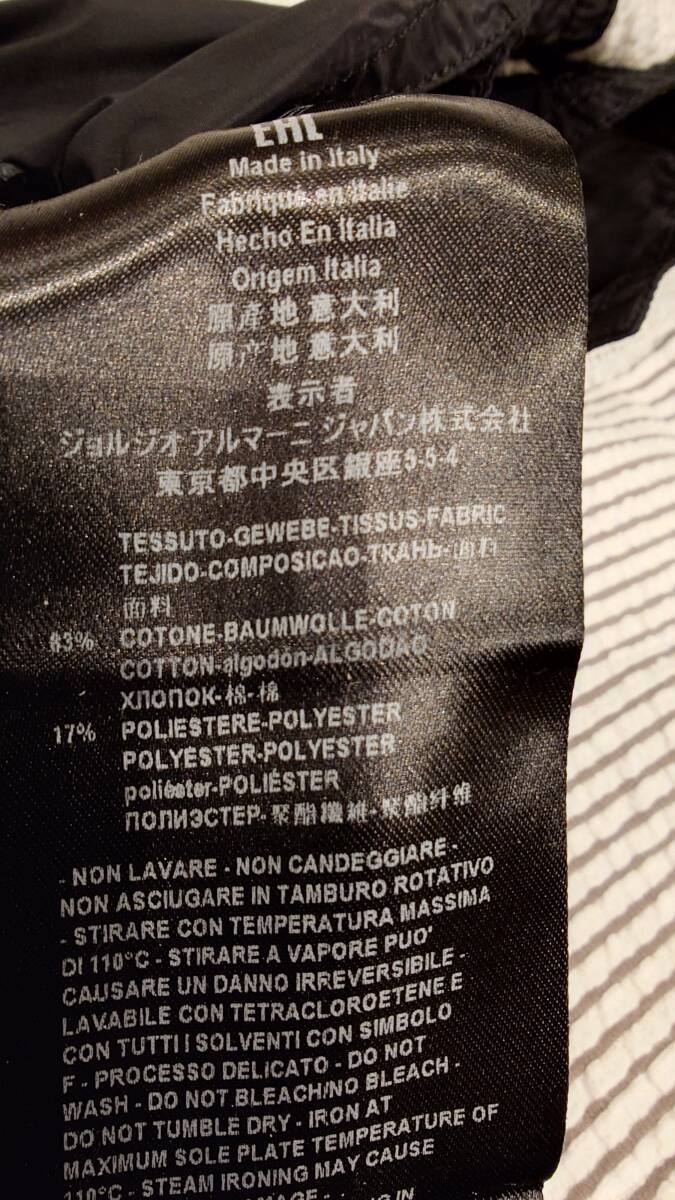 EAC
Made in Italy
Fabriqué en Italie
Hecho En Italia
Origem Italia
原産地 意大利
原产地 意大利
表示者
ジョルジオ アルマーニ ジャパン株式会社
東京都中央区銀座5-5-4
TESSUTO-GEWEBE-TISSUS-FABRIC
TEJIDO-COMPOSICAO-ТКАНЬ-面料
面料
83% COTONE-BAUMWOLLE-COTON
COTTON-algodón-ALGODAO
ХЛОПОК-棉-棉
17% POLIESTERE-POLYESTER
POLYESTER-POLYESTER
poliéster-POLIÉSTER
ПОЛИЭСТЕР-聚酯纖維-聚酯纤维
- NON LAVARE - NON CANDEGGIARE -
NON ASCIUGARE IN TAMBURO ROTATIVO
- STIRARE CON TEMPERATURA MASSIMA
DI 110°C - STIRARE A VAPORE PUO'
CAUSARE UN DANNO IRREVERSIBILE -
LAVABILE CON TETRACLOROETENE E
CON TUTTI I SOLVENTI CON SIMBOLO
F - PROCESSO DELICATO - DO NOT
WASH - DO NOT BLEACH/NO BLEACH -
DO NOT TUMBLE DRY - IRON AT
MAXIMUM SOLE PLATE TEMPERATURE OF
110°C - STEAM IRONING MAY CAUSE